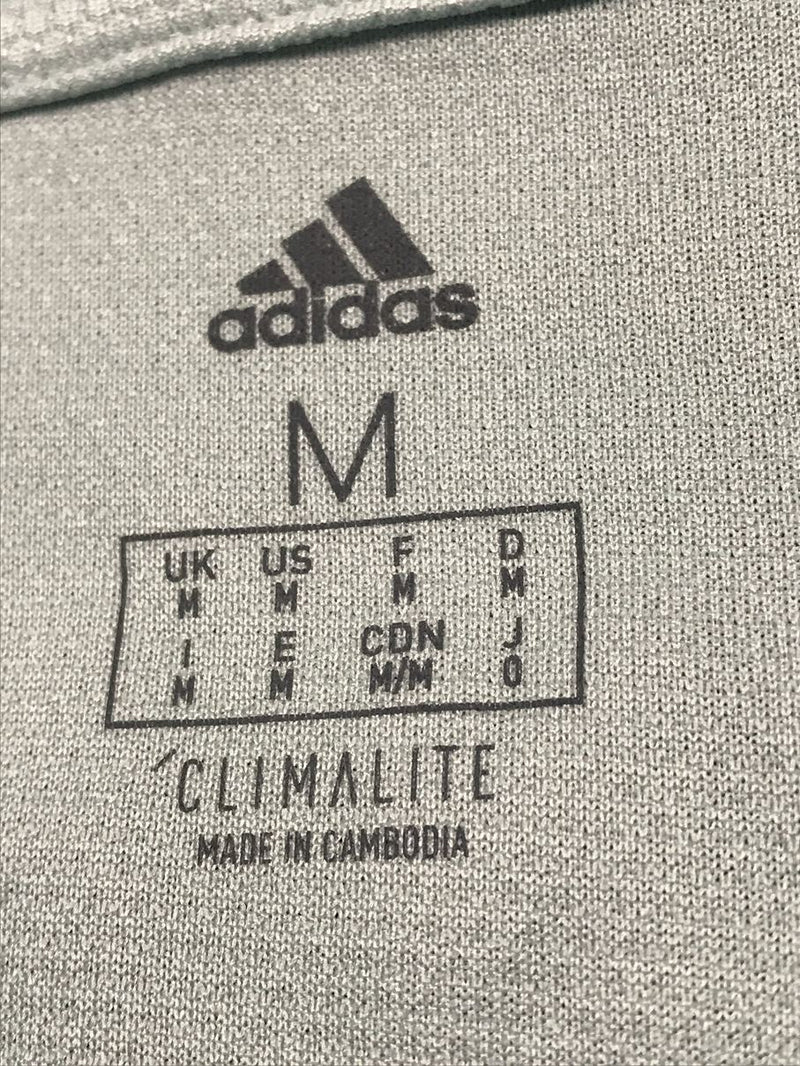 adidas
M
UK US F D
M M M M
I E CDN J
M M M/M O
CLIMALITE
MADE IN CAMBODIA